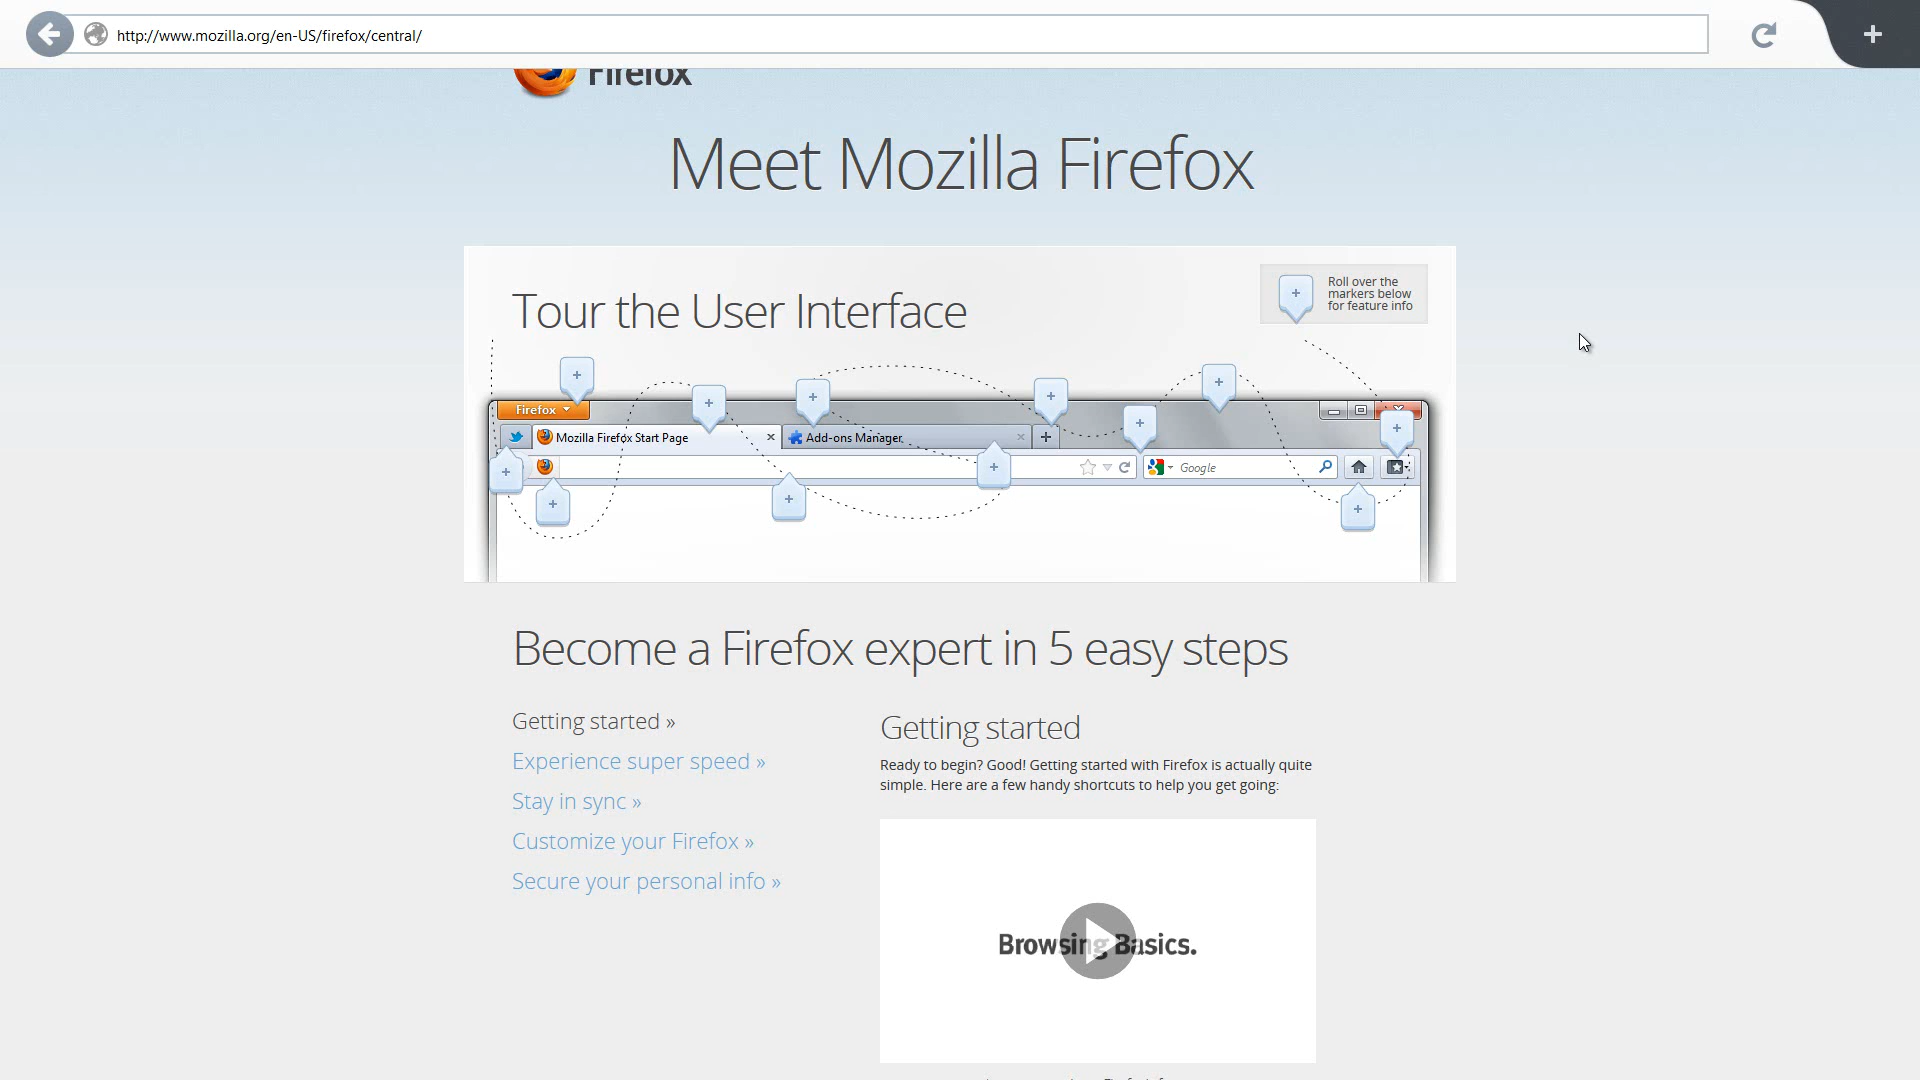 http://www.mozilla.org/en-US/firefox/central/
Firefox
Meet Mozilla Firefox
Tour the User Interface
Roll over the
markers below
for feature info
Firefox
Mozilla Firefox Start Page
Add-ons Manager
Google
Become a Firefox expert in 5 easy steps
Getting started »
Experience super speed »
Stay in sync »
Customize your Firefox »
Secure your personal info »
Getting started
Ready to begin? Good! Getting started with Firefox is actually quite
simple. Here are a few handy shortcuts to help you get going:
Browsing Basics.